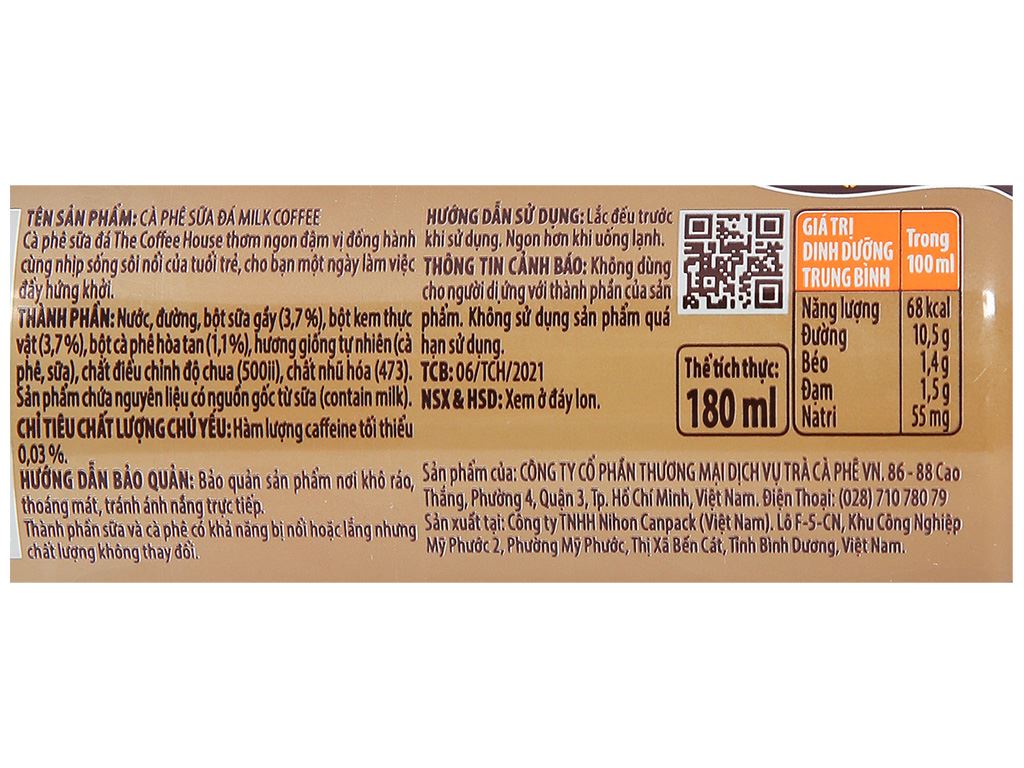 TÊN SẢN PHẨM: CÀ PHÊ SỮA ĐÁ MILK COFFEE
Cà phê sữa đá The Coffee House thơm ngon đậm vị đồng hành
cùng nhịp sống sôi nổi của tuổi trẻ, cho bạn một ngày làm việc
đầy hứng khởi.
THÀNH PHẦN: Nước, đường, bột sữa gầy (3,7 %), bột kem thực
vật (3,7 %), bột cà phê hòa tan (1,1%), hương giống tự nhiên (cà
phê, sữa), chất điều chỉnh độ chua (500ii), chất nhũ hóa (473).
Sản phẩm chứa nguyên liệu có nguồn gốc từ sữa (contain milk).
CHỈ TIÊU CHẤT LƯỢNG CHỦ YẾU: Hàm lượng caffeine tối thiểu
0,03 %.
HƯỚNG DẪN BẢO QUẢN: Bảo quản sản phẩm nơi khô ráo,
thoáng mát, tránh ánh nắng trực tiếp.
Thành phần sữa và cà phê có khả năng bị nổi hoặc lắng nhưng
chất lượng không thay đổi.
HƯỚNG DẪN SỬ DỤNG: Lắc đều trước
khi sử dụng. Ngon hơn khi uống lạnh.
THÔNG TIN CẢNH BÁO: Không dùng
cho người dị ứng với thành phần của sản
phẩm. Không sử dụng sản phẩm quá
hạn sử dụng.
TCB: 06/TCH/2021
NSX & HSD: Xem ở đáy lon.
Thể tích thực:
180 ml
GIÁ TRỊ
DINH DƯỠNG
TRUNG BÌNH
Trong
100 ml
Năng lượng 68 kcal
Đường 10,5 g
Béo 1,4 g
Đạm 1,5 g
Natri 55 mg
Sản phẩm của: CÔNG TY CỔ PHẦN THƯƠNG MẠI DỊCH VỤ TRÀ CÀ PHÊ VN. 86 - 88 Cao
Thắng, Phường 4, Quận 3, Tp. Hồ Chí Minh, Việt Nam. Điện Thoại: (028) 710 780 79
Sản xuất tại: Công ty TNHH Nihon Canpack (Việt Nam). Lô F-5-CN, Khu Công Nghiệp
Mỹ Phước 2, Phường Mỹ Phước, Thị Xã Bến Cát, Tỉnh Bình Dương, Việt Nam.